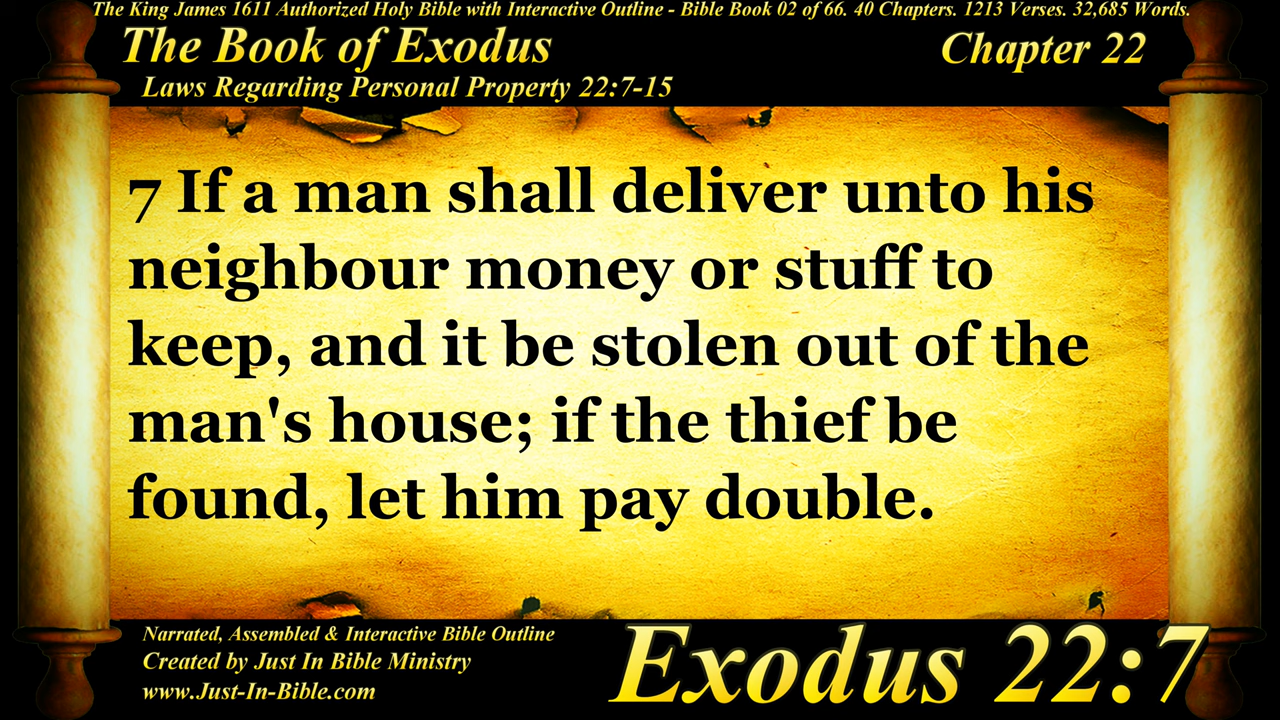 The King James 1611 Authorized Holy Bible with Interactive Outline - Bible Book 02 of 66. 40 Chapters. 1213 Verses. 32,685 Words.
The Book of Exodus
Chapter 22
Laws Regarding Personal Property 22:7-15
7 If a man shall deliver unto his
neighbour money or stuff to
keep, and it be stolen out of the
man's house; if the thief be
found, let him pay double.
Narrated, Assembled & Interactive Bible Outline
Created by Just In Bible Ministry
www.Just-In-Bible.com
Exodus 22:7